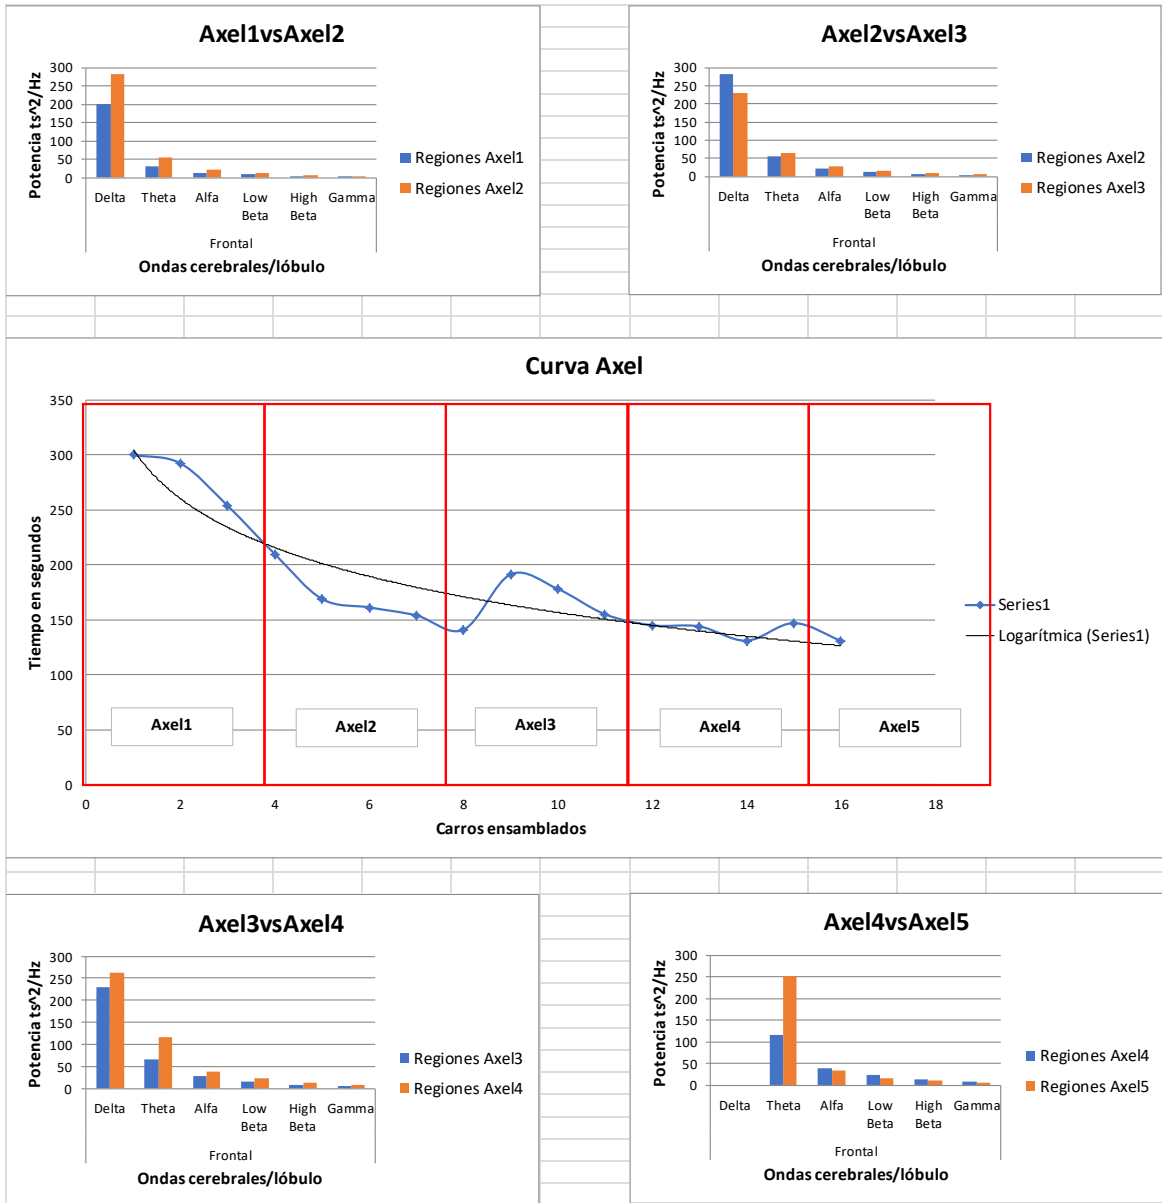 Axel1vsAxel2
Potencia ts^2/Hz
300
250
200
150
100
50
0
Delta Theta Alfa Low Beta High Beta Gamma
Frontal
Ondas cerebrales/lóbulo
Regiones Axel1
Regiones Axel2
Axel2vsAxel3
Potencia ts^2/Hz
300
250
200
150
100
50
0
Delta Theta Alfa Low Beta High Beta Gamma
Frontal
Ondas cerebrales/lóbulo
Regiones Axel2
Regiones Axel3
Curva Axel
Tiempo en segundos
350
300
250
200
150
100
50
0
Axel1 Axel2 Axel3 Axel4 Axel5
0 2 4 6 8 10 12 14 16 18
Carros ensamblados
Series1
Logarítmica (Series1)
Axel3vsAxel4
Potencia ts^2/Hz
300
250
200
150
100
50
0
Delta Theta Alfa Low Beta High Beta Gamma
Frontal
Ondas cerebrales/lóbulo
Regiones Axel3
Regiones Axel4
Axel4vsAxel5
Potencia ts^2/Hz
300
250
200
150
100
50
0
Delta Theta Alfa Low Beta High Beta Gamma
Frontal
Ondas cerebrales/lóbulo
Regiones Axel4
Regiones Axel5